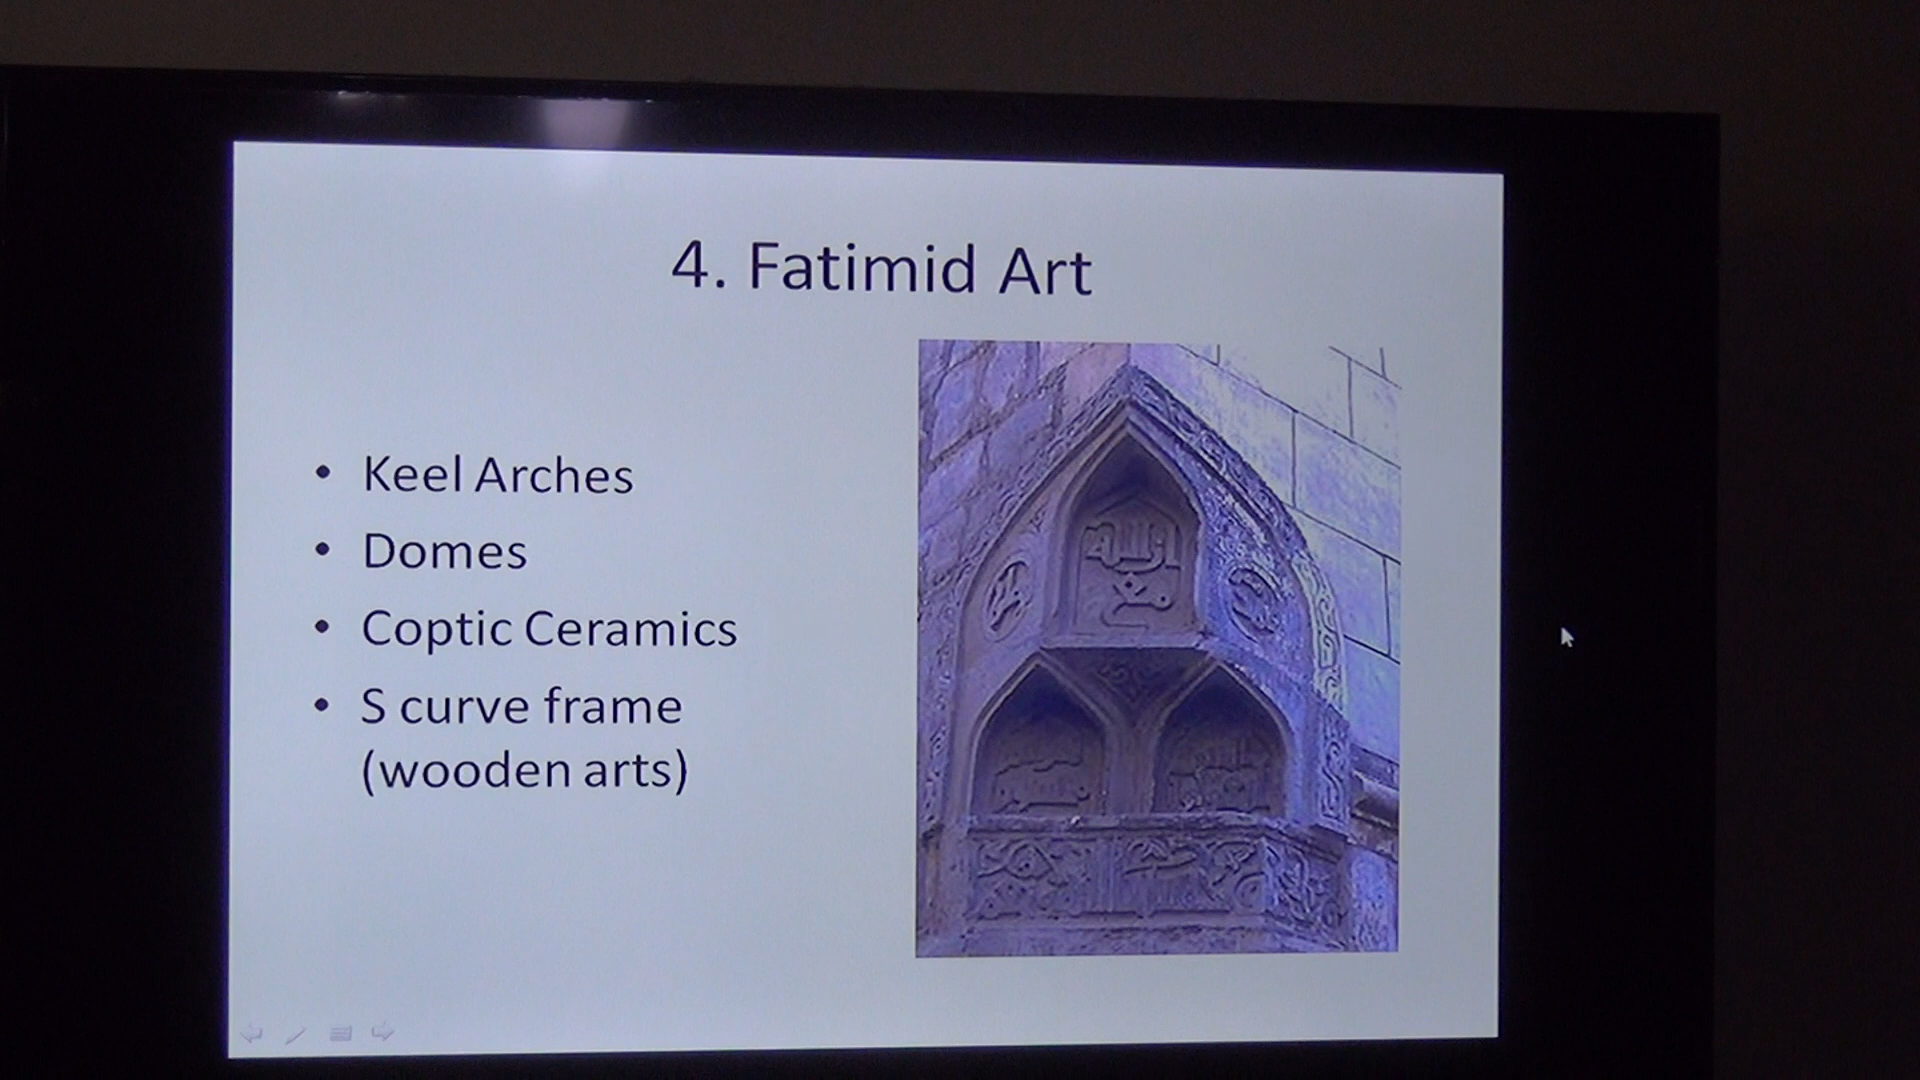 4. Fatimid Art
• Keel Arches
• Domes
• Coptic Ceramics
• S curve frame
(wooden arts)